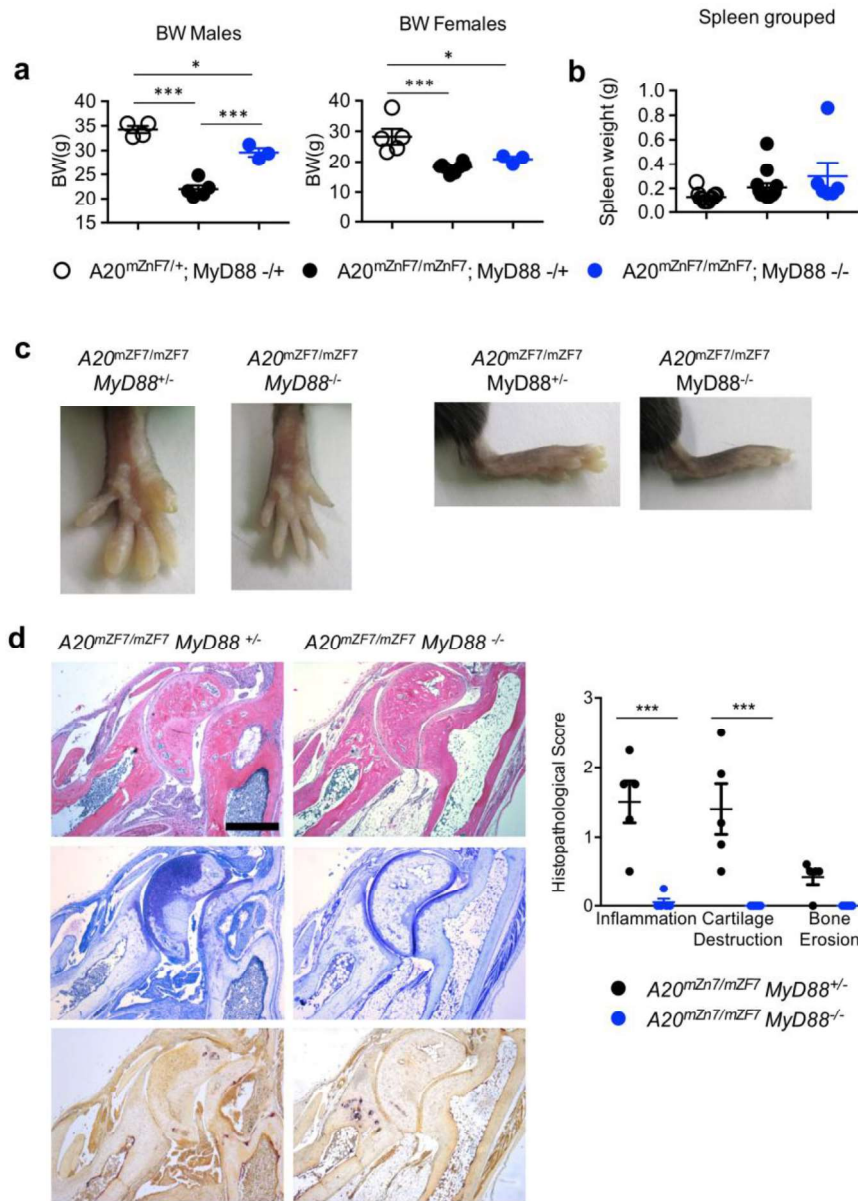 BW Males
BW Females
Spleen grouped
a
*
***
***
BW(g)
40
35
30
25
20
15
*
***
BW(g)
40
30
20
10
0
b
Spleen weight (g)
1.0
0.8
0.6
0.4
0.2
0.0
A20mZnF7/+; MyD88 -/+
A20mZnF7/mZnF7; MyD88 -/+
A20mZnF7/mZnF7; MyD88 -/-
c
A20mZF7/mZF7
MyD88+/-
A20mZF7/mZF7
MyD88-/-
A20mZF7/mZF7
MyD88+/-
A20mZF7/mZF7
MyD88-/-
d
A20mZF7/mZF7 MyD88 +/-
A20mZF7/mZF7 MyD88 -/-
Histopathological Score
3
2
1
0
***
***
Inflammation
Cartilage
Destruction
Bone
Erosion
A20mZn7/mZF7 MyD88+/-
A20mZn7/mZF7 MyD88-/-